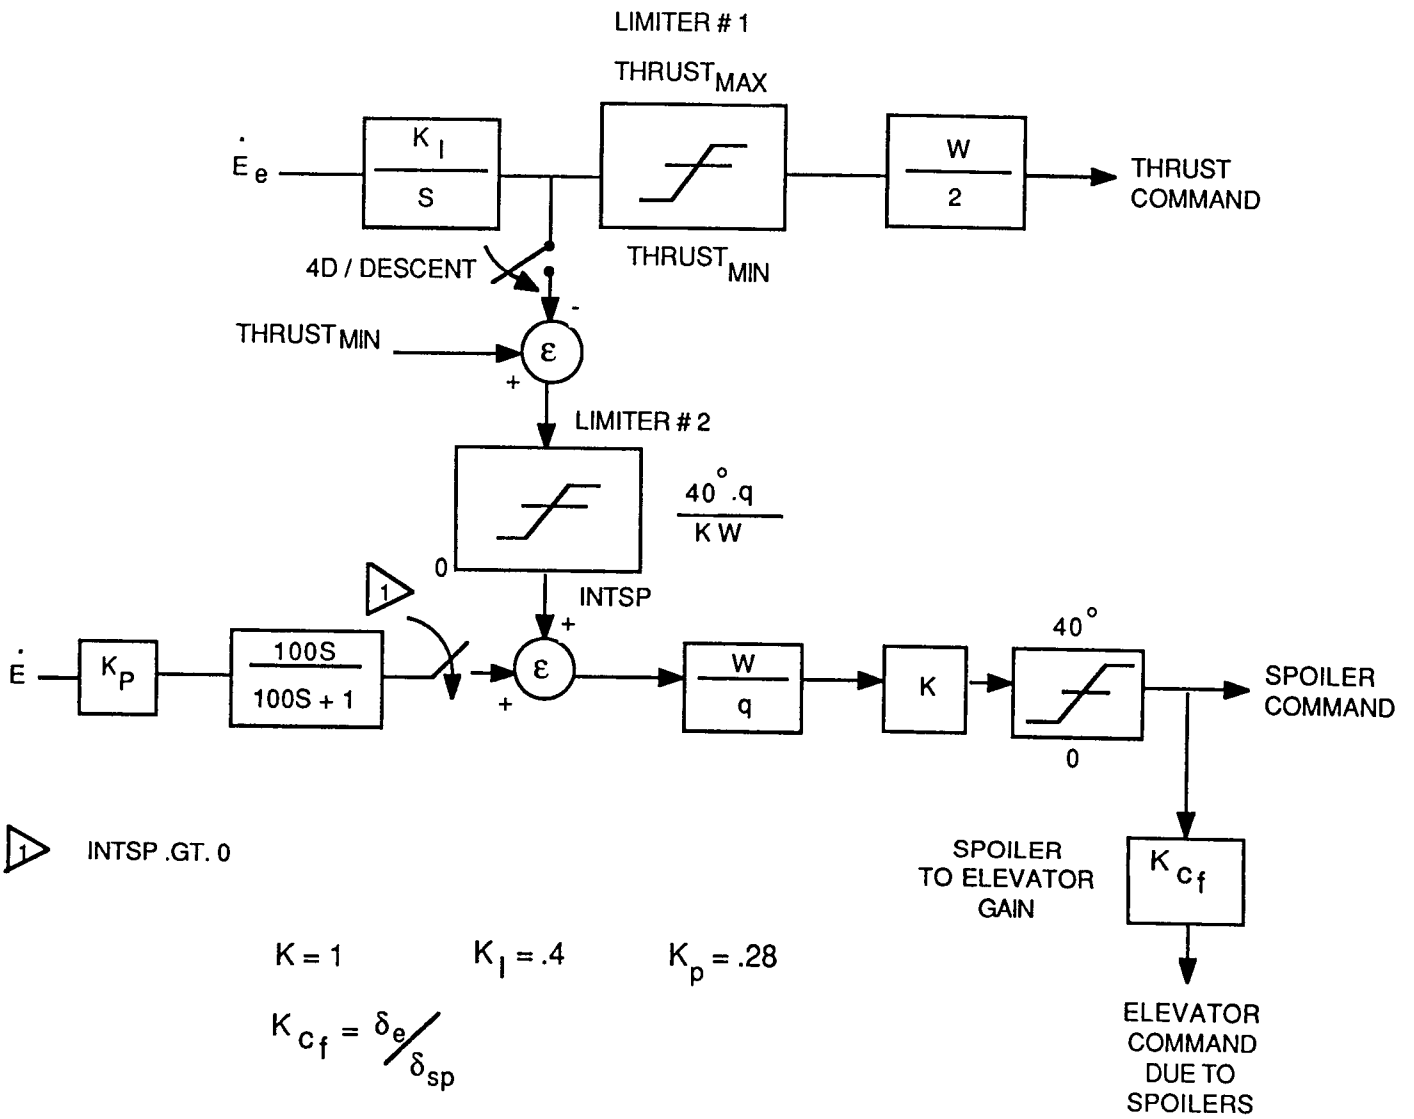 LIMITER # 1
THRUST MAX
Ė e
K I
S
W
2
THRUST
COMMAND
THRUST MIN
4D / DESCENT
-
THRUST MIN
ε
+
LIMITER # 2
40° .q
K W
0
1
INTSP
+
Ė
K P
100S
100S + 1
ε
+
W
q
K
40°
0
SPOILER
COMMAND
1 INTSP .GT. 0
SPOILER
TO ELEVATOR
GAIN
K c f
K = 1 K I = .4 K p = .28
K c f = δ e / δ sp
ELEVATOR
COMMAND
DUE TO
SPOILERS